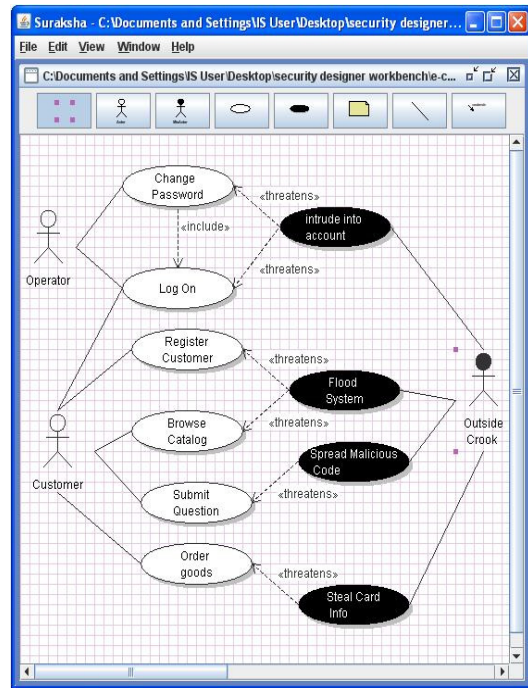 Suraksha - C:\Documents and Settings\IS User\Desktop\security designer...
File Edit View Window Help
C:\Documents and Settings\IS User\Desktop\security designer workbench\e-c...
Change
Password
«threatens»
intrude into
account
«include»
Operator
«threatens»
Log On
Register
Customer
«threatens»
Flood
System
Browse
Catalog
«threatens»
Outside
Crook
Spread Malicious
Code
Customer
«threatens»
Submit
Question
Order
goods
«threatens»
Steal Card
Info